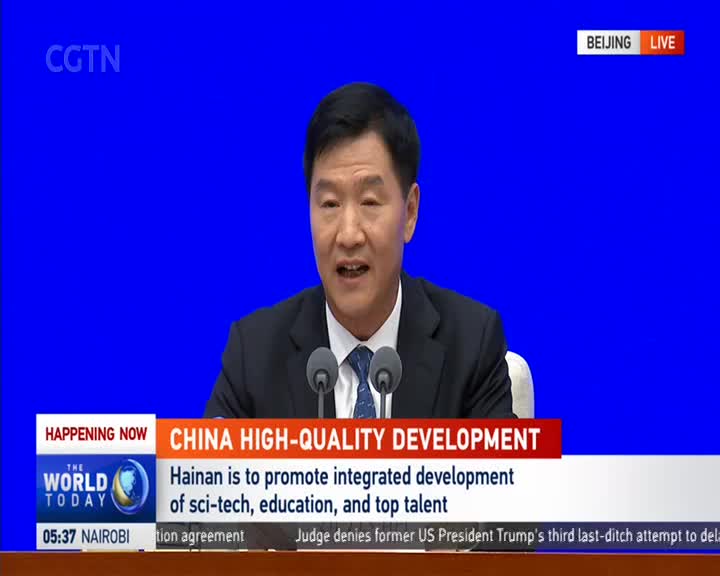 CGTN
BEIJING LIVE
HAPPENING NOW
CHINA HIGH-QUALITY DEVELOPMENT
THE
WORLD
TODAY
Hainan is to promote integrated development
of sci-tech, education, and top talent
05:37 NAIROBI
tion agreement Judge denies former US President Trump's third last-ditch attempt to dela